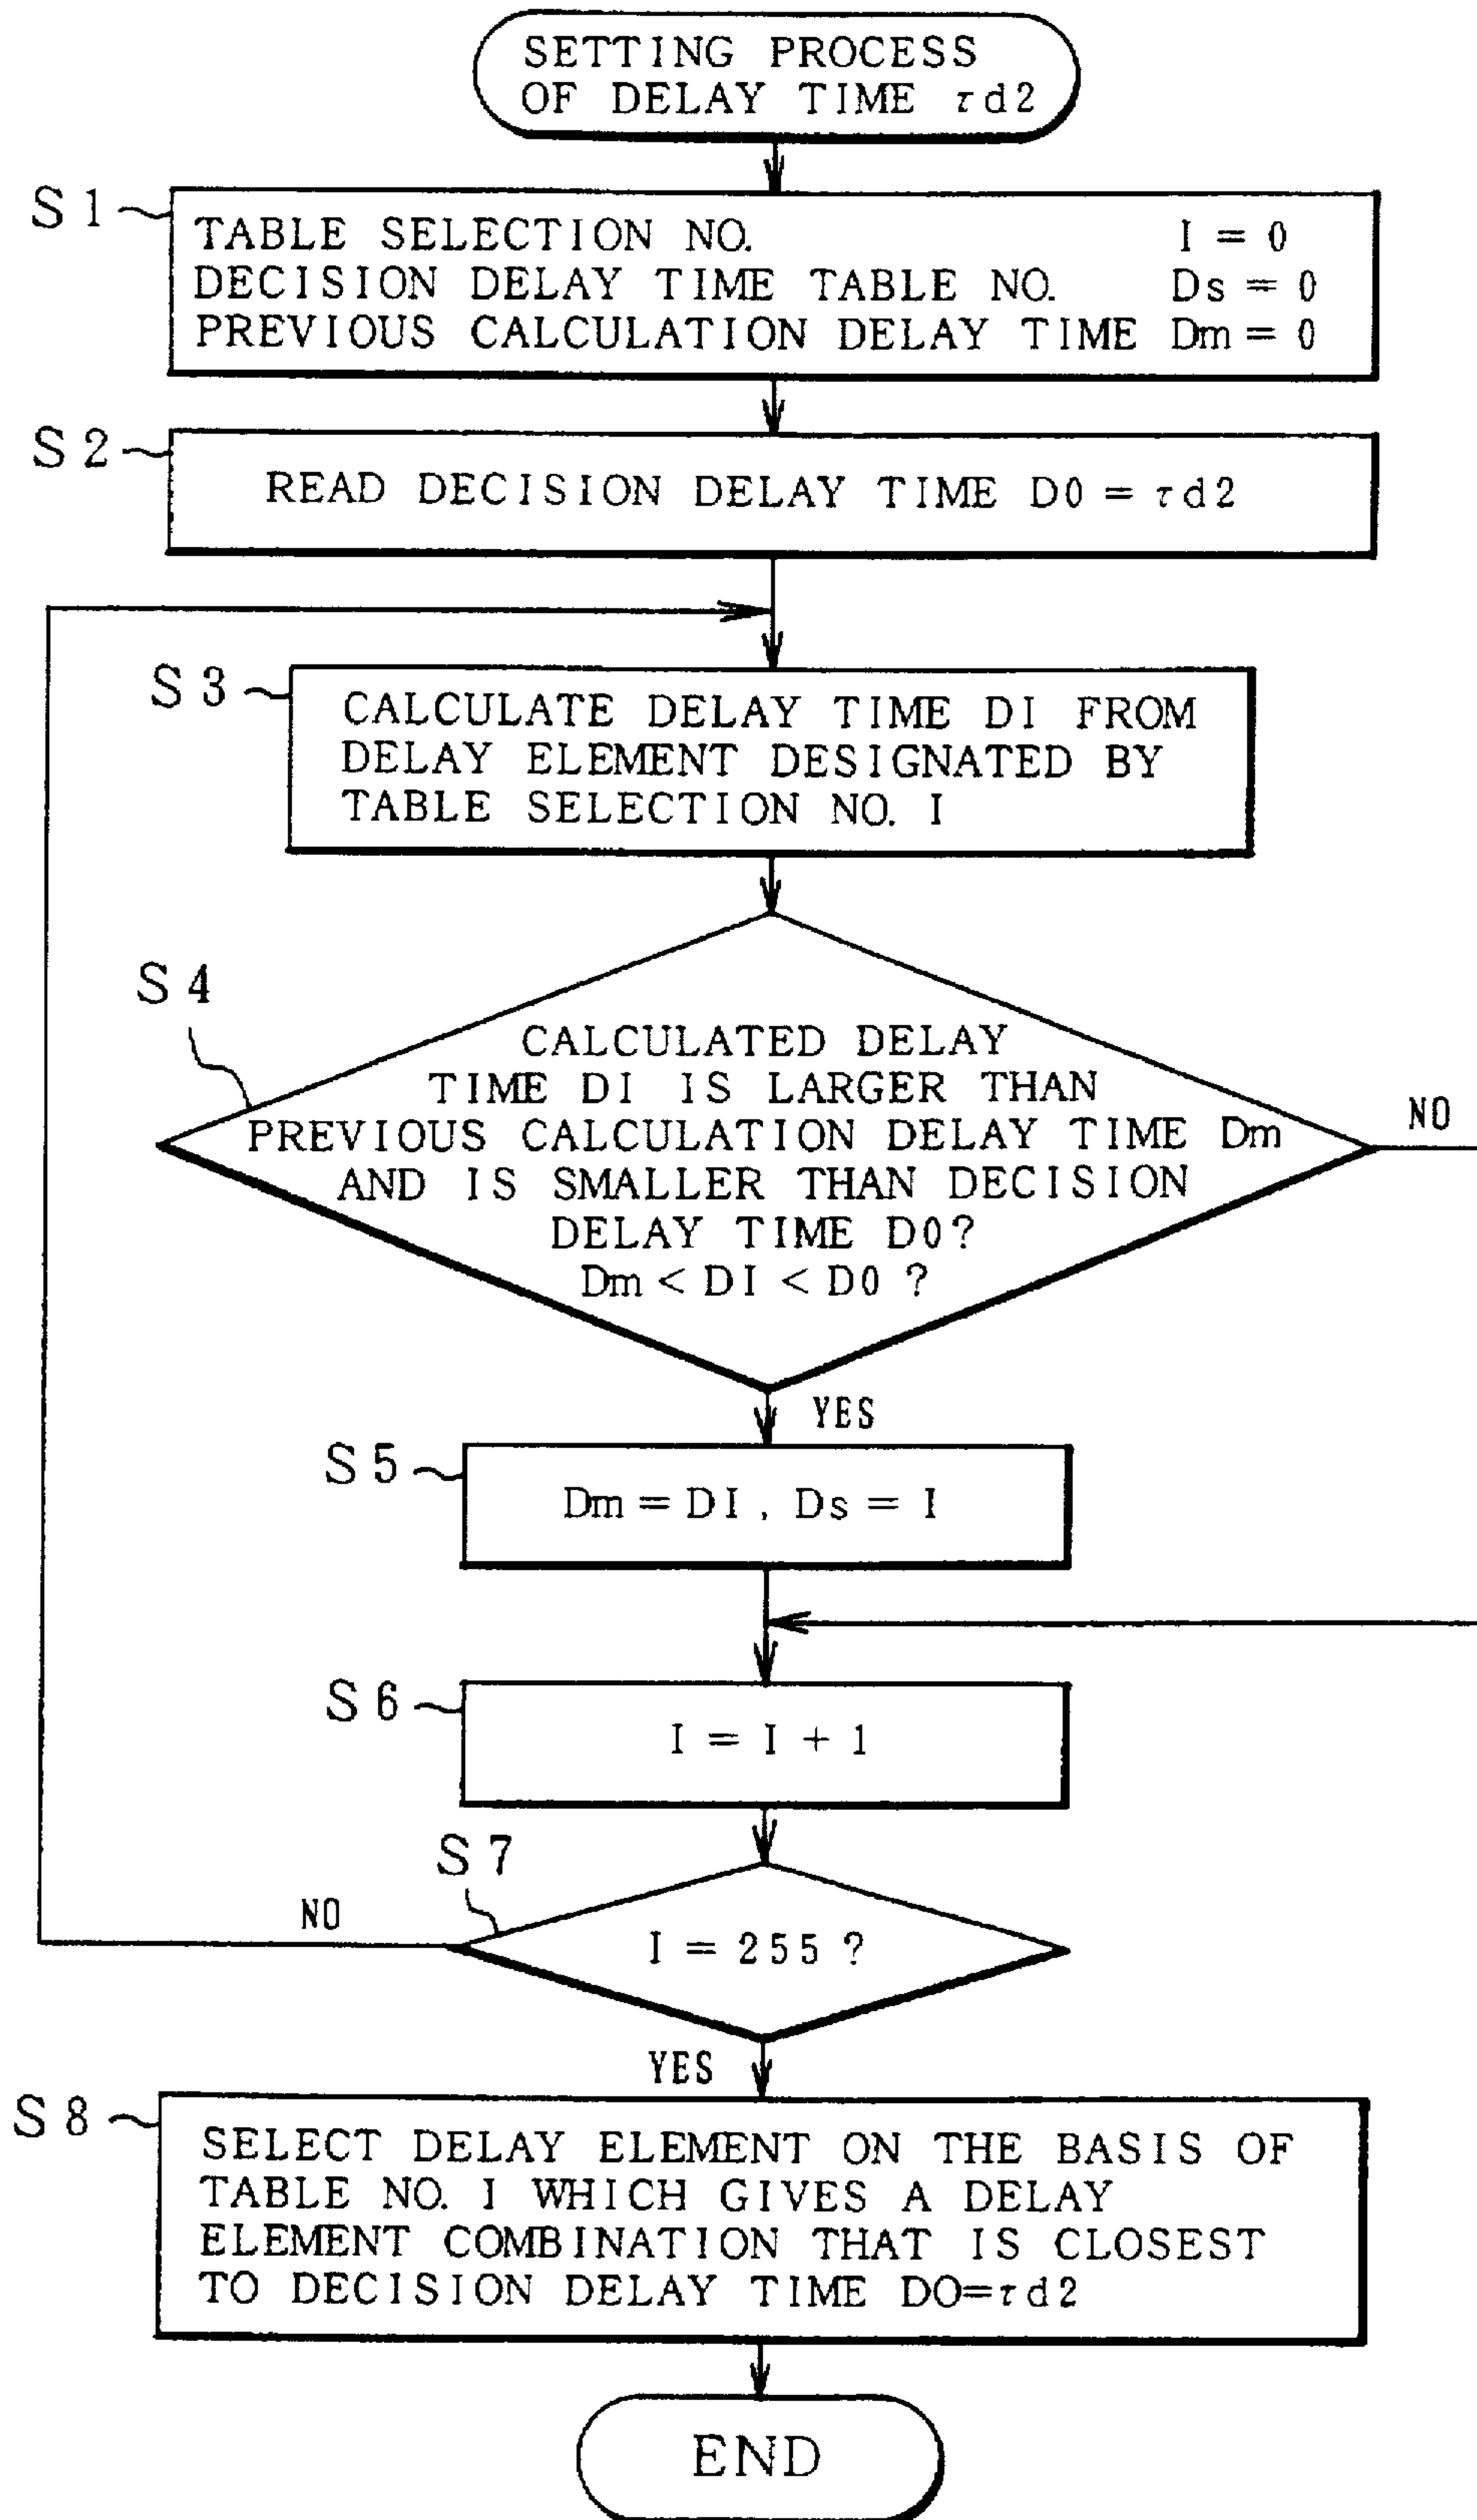 SETTING PROCESS
OF DELAY TIME τd2
S1
TABLE SELECTION NO. I = 0
DECISION DELAY TIME TABLE NO. Ds = 0
PREVIOUS CALCULATION DELAY TIME Dm = 0
S2
READ DECISION DELAY TIME D0 = τd2
S3
CALCULATE DELAY TIME DI FROM
DELAY ELEMENT DESIGNATED BY
TABLE SELECTION NO. I
S4
CALCULATED DELAY
TIME DI IS LARGER THAN
PREVIOUS CALCULATION DELAY TIME Dm
AND IS SMALLER THAN DECISION
DELAY TIME D0?
Dm < DI < D0 ?
NO
YES
S5
Dm = DI, Ds = I
S6
I = I + 1
S7
I = 255 ?
NO
YES
S8
SELECT DELAY ELEMENT ON THE BASIS OF
TABLE NO. I WHICH GIVES A DELAY
ELEMENT COMBINATION THAT IS CLOSEST
TO DECISION DELAY TIME DO=τd2
END